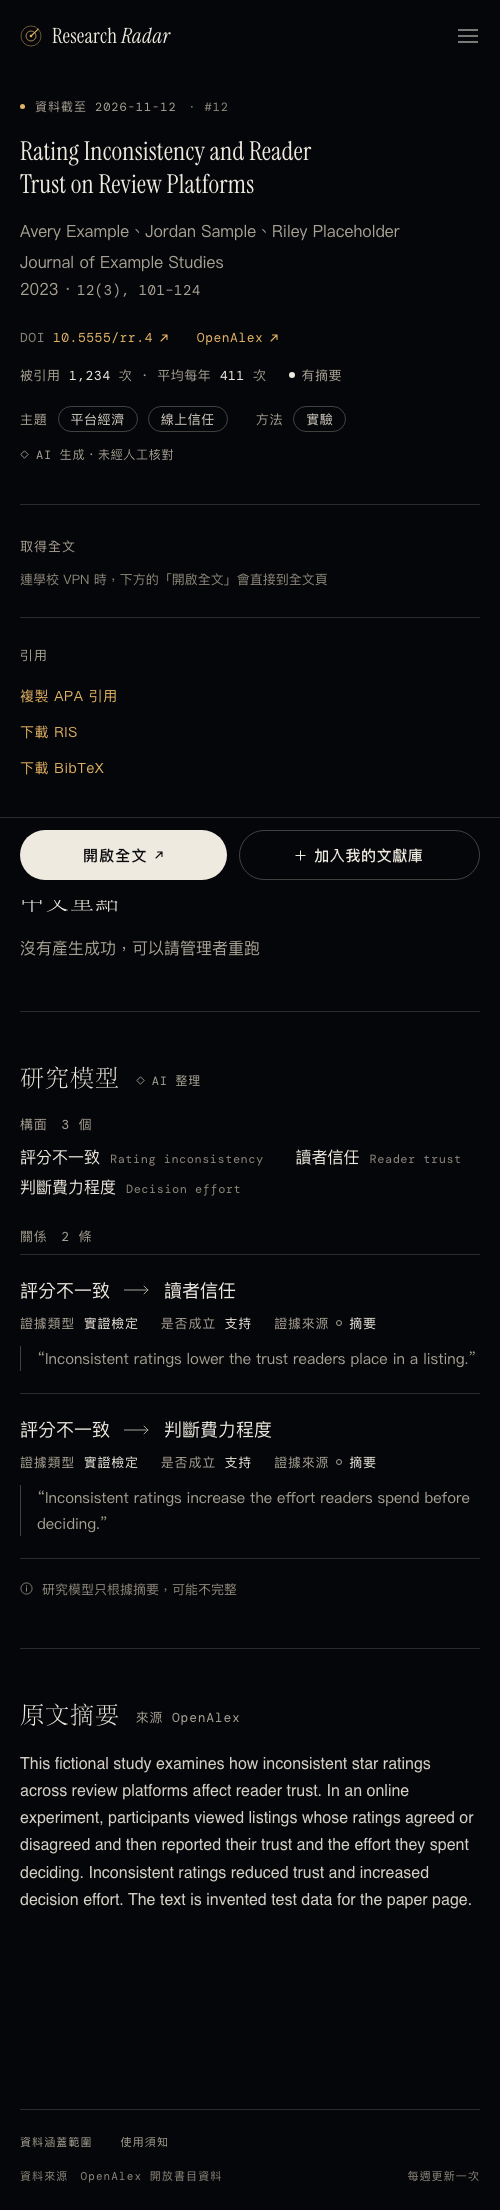 Research Radar
資料截至 2026-11-12 · #12
Rating Inconsistency and Reader
Trust on Review Platforms
Avery Example、Jordan Sample、Riley Placeholder
Journal of Example Studies
2023 · 12(3), 101–124
DOI 10.5555/rr.4 ↗ OpenAlex ↗
被引用 1,234 次 · 平均每年 411 次 有摘要
主題 平台經濟 線上信任 方法 實驗
◇ AI 生成·未經人工核對
取得全文
連學校 VPN 時，下方的「開啟全文」會直接到全文頁
引用
複製 APA 引用
下載 RIS
下載 BibTeX
開啟全文 ↗ + 加入我的文獻庫
中文重點
沒有產生成功，可以請管理者重跑
研究模型 ◇ AI 整理
構面 3 個
評分不一致 Rating inconsistency 讀者信任 Reader trust
判斷費力程度 Decision effort
關係 2 條
評分不一致 → 讀者信任
證據類型 實證檢定 是否成立 支持 證據來源 ○ 摘要
“Inconsistent ratings lower the trust readers place in a listing.”
評分不一致 → 判斷費力程度
證據類型 實證檢定 是否成立 支持 證據來源 ○ 摘要
“Inconsistent ratings increase the effort readers spend before
deciding.”
研究模型只根據摘要，可能不完整
原文摘要 來源 OpenAlex
This fictional study examines how inconsistent star ratings
across review platforms affect reader trust. In an online
experiment, participants viewed listings whose ratings agreed or
disagreed and then reported their trust and the effort they spent
deciding. Inconsistent ratings reduced trust and increased
decision effort. The text is invented test data for the paper page.
資料涵蓋範圍 使用須知
資料來源 OpenAlex 開放書目資料 每週更新一次